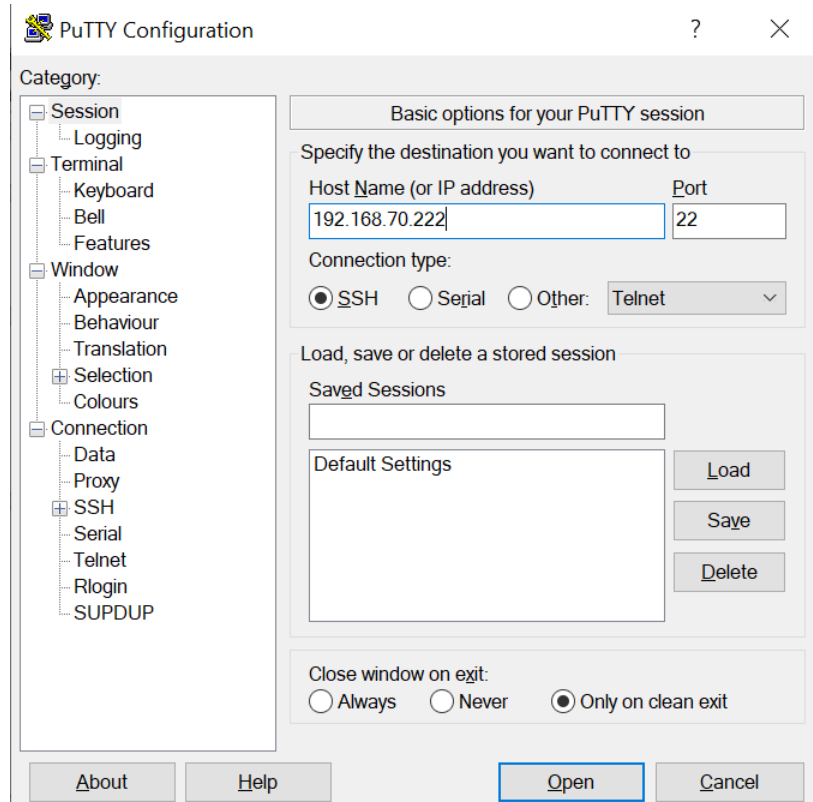 PuTTY Configuration
?
Category:
Session
Logging
Terminal
Keyboard
Bell
Features
Window
Appearance
Behaviour
Translation
Selection
Colours
Connection
Data
Proxy
SSH
Serial
Telnet
Rlogin
SUPDUP
Basic options for your PuTTY session
Specify the destination you want to connect to
Host Name (or IP address) Port
192.168.70.222 22
Connection type:
SSH Serial Other: Telnet
Load, save or delete a stored session
Saved Sessions
Default Settings
Load
Save
Delete
Close window on exit:
Always Never Only on clean exit
About Help Open Cancel